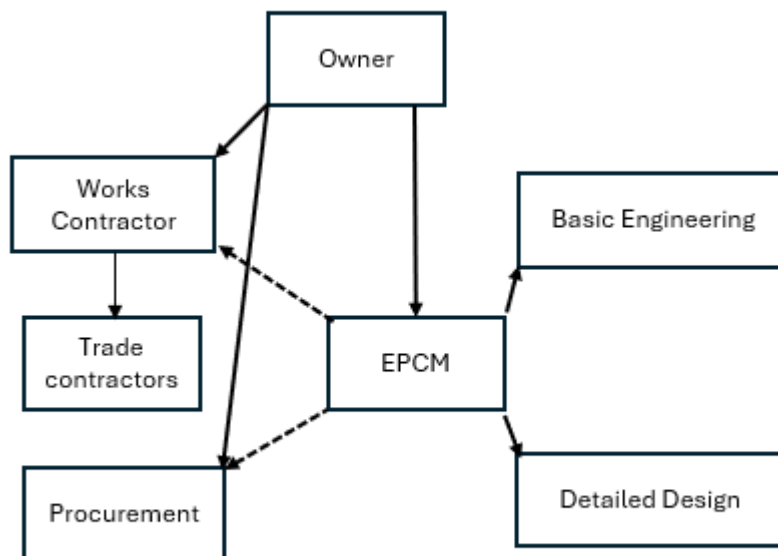 Owner
Works
Contractor
Basic Engineering
Trade
contractors
EPCM
Procurement
Detailed Design